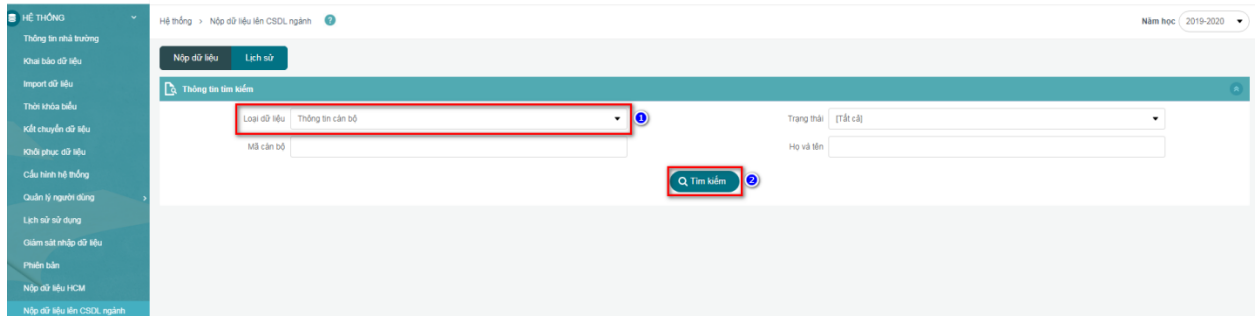 HỆ THỐNG
Thông tin nhà trường
Khai báo dữ liệu
Import dữ liệu
Thời khóa biểu
Kết chuyển dữ liệu
Khôi phục dữ liệu
Cấu hình hệ thống
Quản lý người dùng
Lịch sử sử dụng
Giám sát nhập dữ liệu
Phiên bản
Nộp dữ liệu HCM
Nộp dữ liệu lên CSDL ngành
Hệ thống > Nộp dữ liệu lên CSDL ngành ?
Năm học 2019-2020
Nộp dữ liệu Lịch sử
Thông tin tìm kiếm
Loại dữ liệu Thông tin cán bộ 1
Trạng thái [Tất cả]
Mã cán bộ
Họ và tên
Tìm kiếm 2